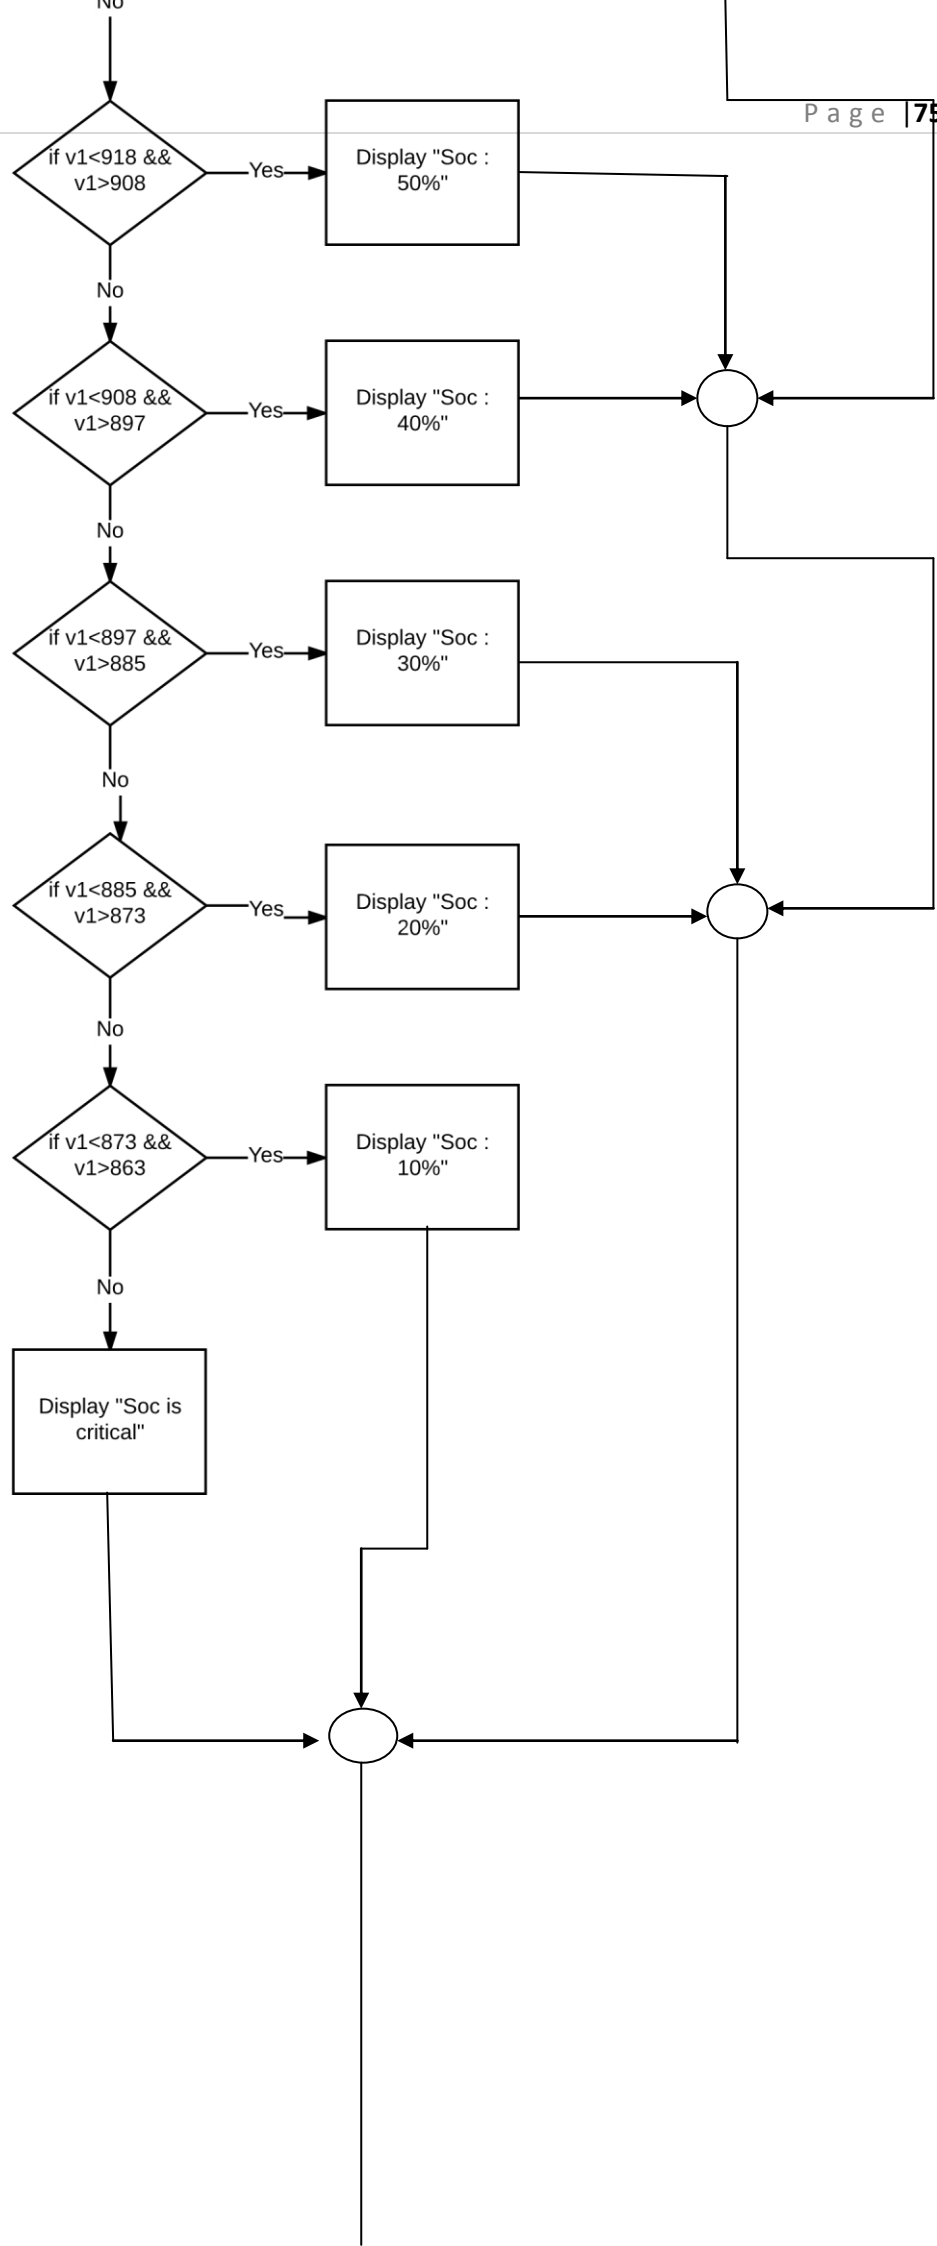 No
Page |75
if v1<918 &&
v1>908
Yes
Display "Soc :
50%"
No
if v1<908 &&
v1>897
Yes
Display "Soc :
40%"
No
if v1<897 &&
v1>885
Yes
Display "Soc :
30%"
No
if v1<885 &&
v1>873
Yes
Display "Soc :
20%"
No
if v1<873 &&
v1>863
Yes
Display "Soc :
10%"
No
Display "Soc is
critical"